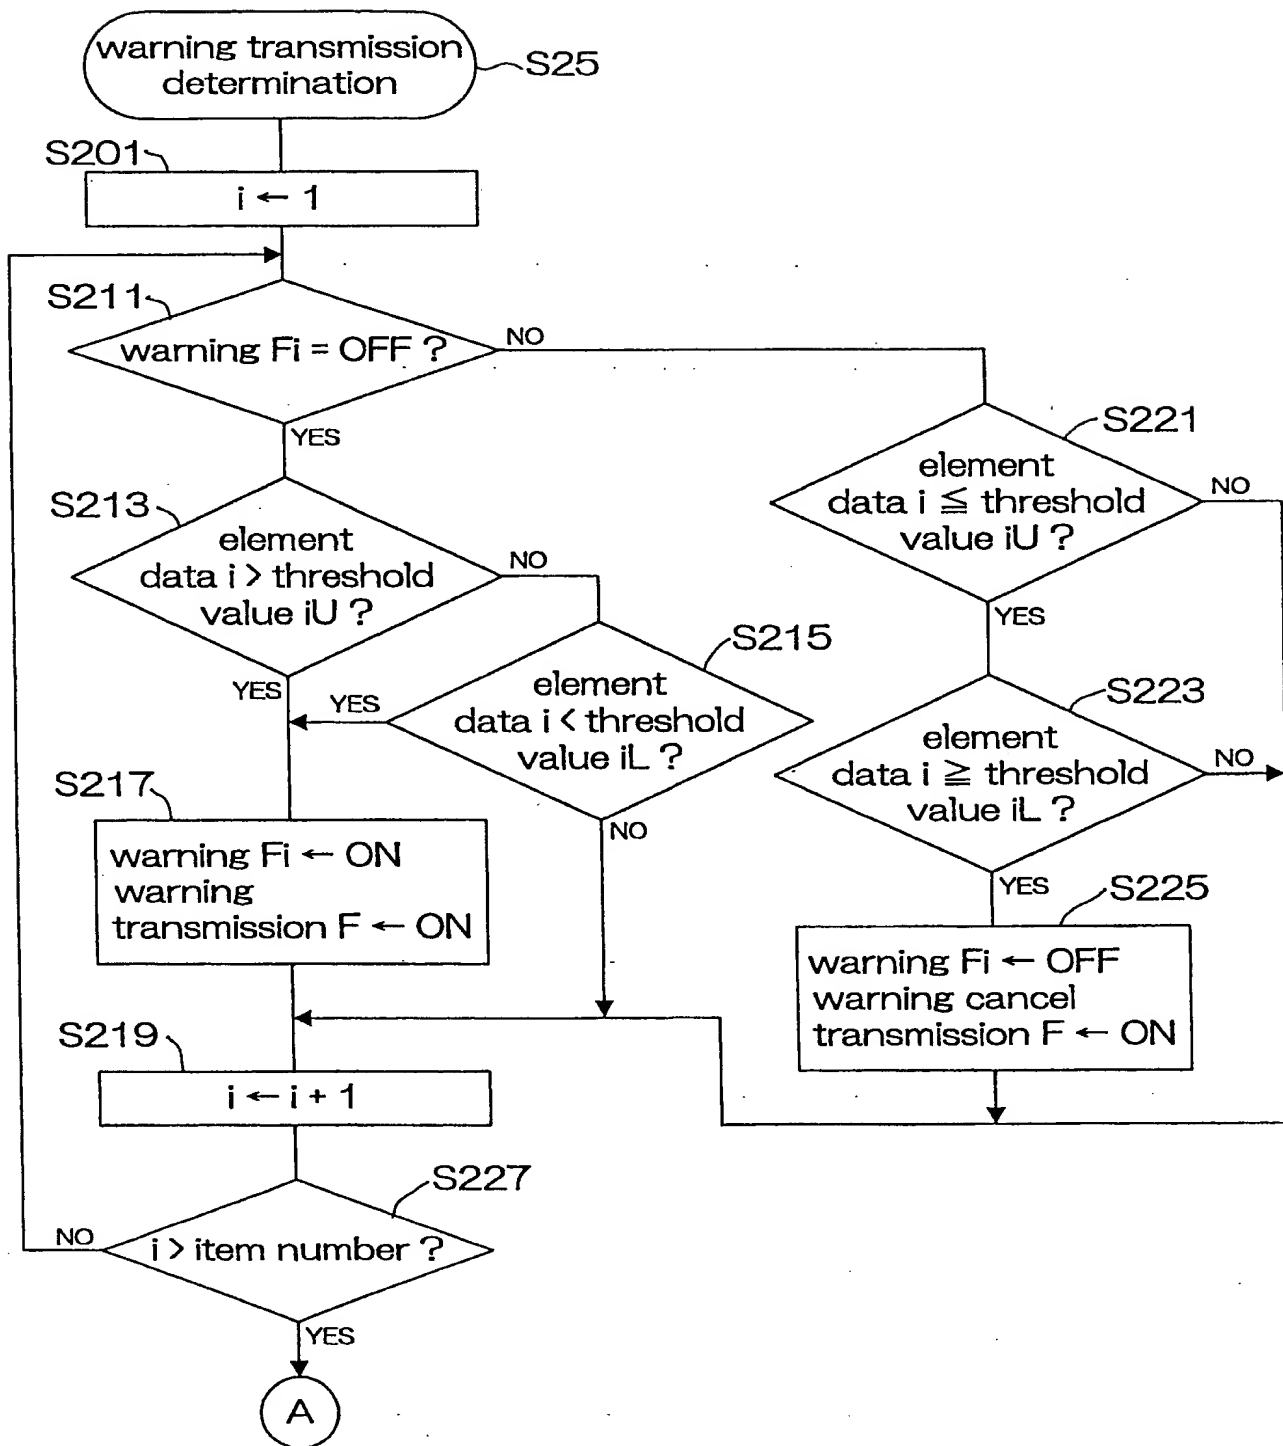 warning transmission
determination
S25
S201
i ← 1
S211
warning Fi = OFF ?
NO
YES
S221
element
data i ≦ threshold
value iU ?
NO
YES
S213
element
data i > threshold
value iU ?
NO
YES
S215
element
data i < threshold
value iL ?
YES
NO
S223
element
data i ≧ threshold
value iL ?
NO
YES
S217
warning Fi ← ON
warning
transmission F ← ON
S225
warning Fi ← OFF
warning cancel
transmission F ← ON
S219
i ← i + 1
S227
i > item number ?
NO
YES
A